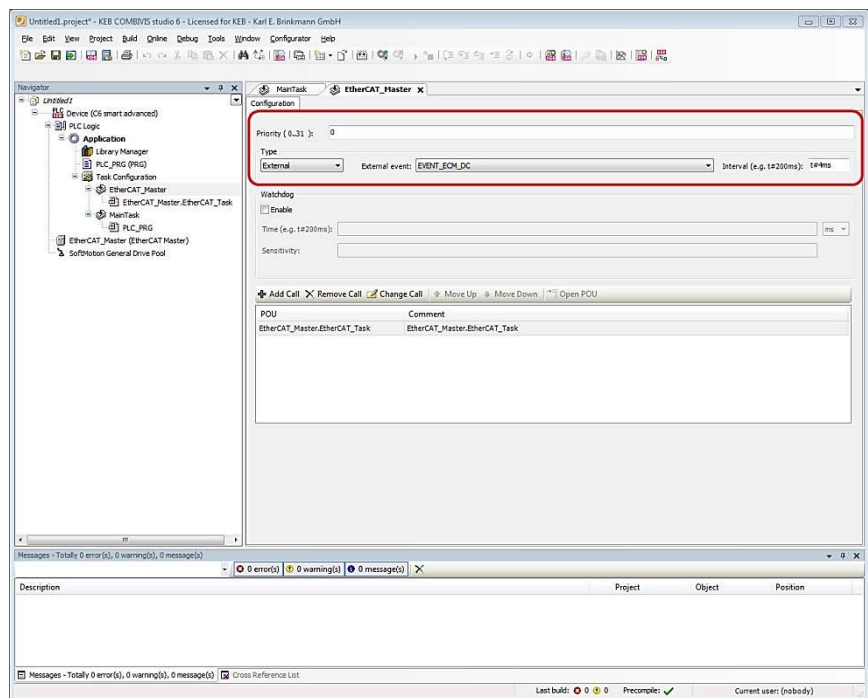 Untitled1.project* - KEB COMBIVIS studio 6 - Licensed for KEB - Karl E. Brinkmann GmbH
File Edit View Project Build Online Debug Tools Window Configurator Help
Navigator
Untitled1
Device (C6 smart advanced)
PLC Logic
Application
Library Manager
PLC_PRG (PRG)
Task Configuration
EtherCAT_Master
EtherCAT_Master.EtherCAT_Task
MainTask
PLC_PRG
EtherCAT_Master (EtherCAT Master)
SoftMotion General Drive Pool
MainTask EtherCAT_Master
Configuration
Priority ( 0..31 ): 0
Type
External External event: EVENT_ECM_DC Interval (e.g. t#200ms): t#4ms
Watchdog
Enable
Time (e.g. t#200ms): ms
Sensitivity:
Add Call Remove Call Change Call Move Up Move Down Open POU
POU Comment
EtherCAT_Master.EtherCAT_Task EtherCAT_Master.EtherCAT_Task
Messages - Totally 0 error(s), 0 warning(s), 0 message(s)
0 error(s) 0 warning(s) 0 message(s)
Description Project Object Position
Messages - Totally 0 error(s), 0 warning(s), 0 message(s) Cross Reference List
Last build: 0 0 Precompile: Current user: (nobody)